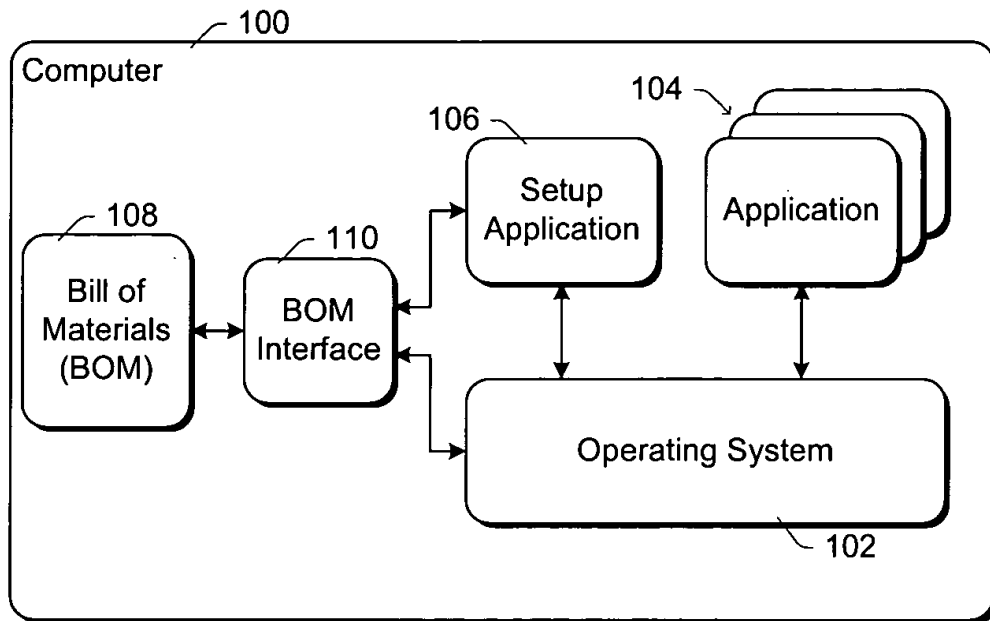 100
Computer
104
106
Setup
Application
Application
108
110
Bill of
Materials
(BOM)
BOM
Interface
Operating System
102